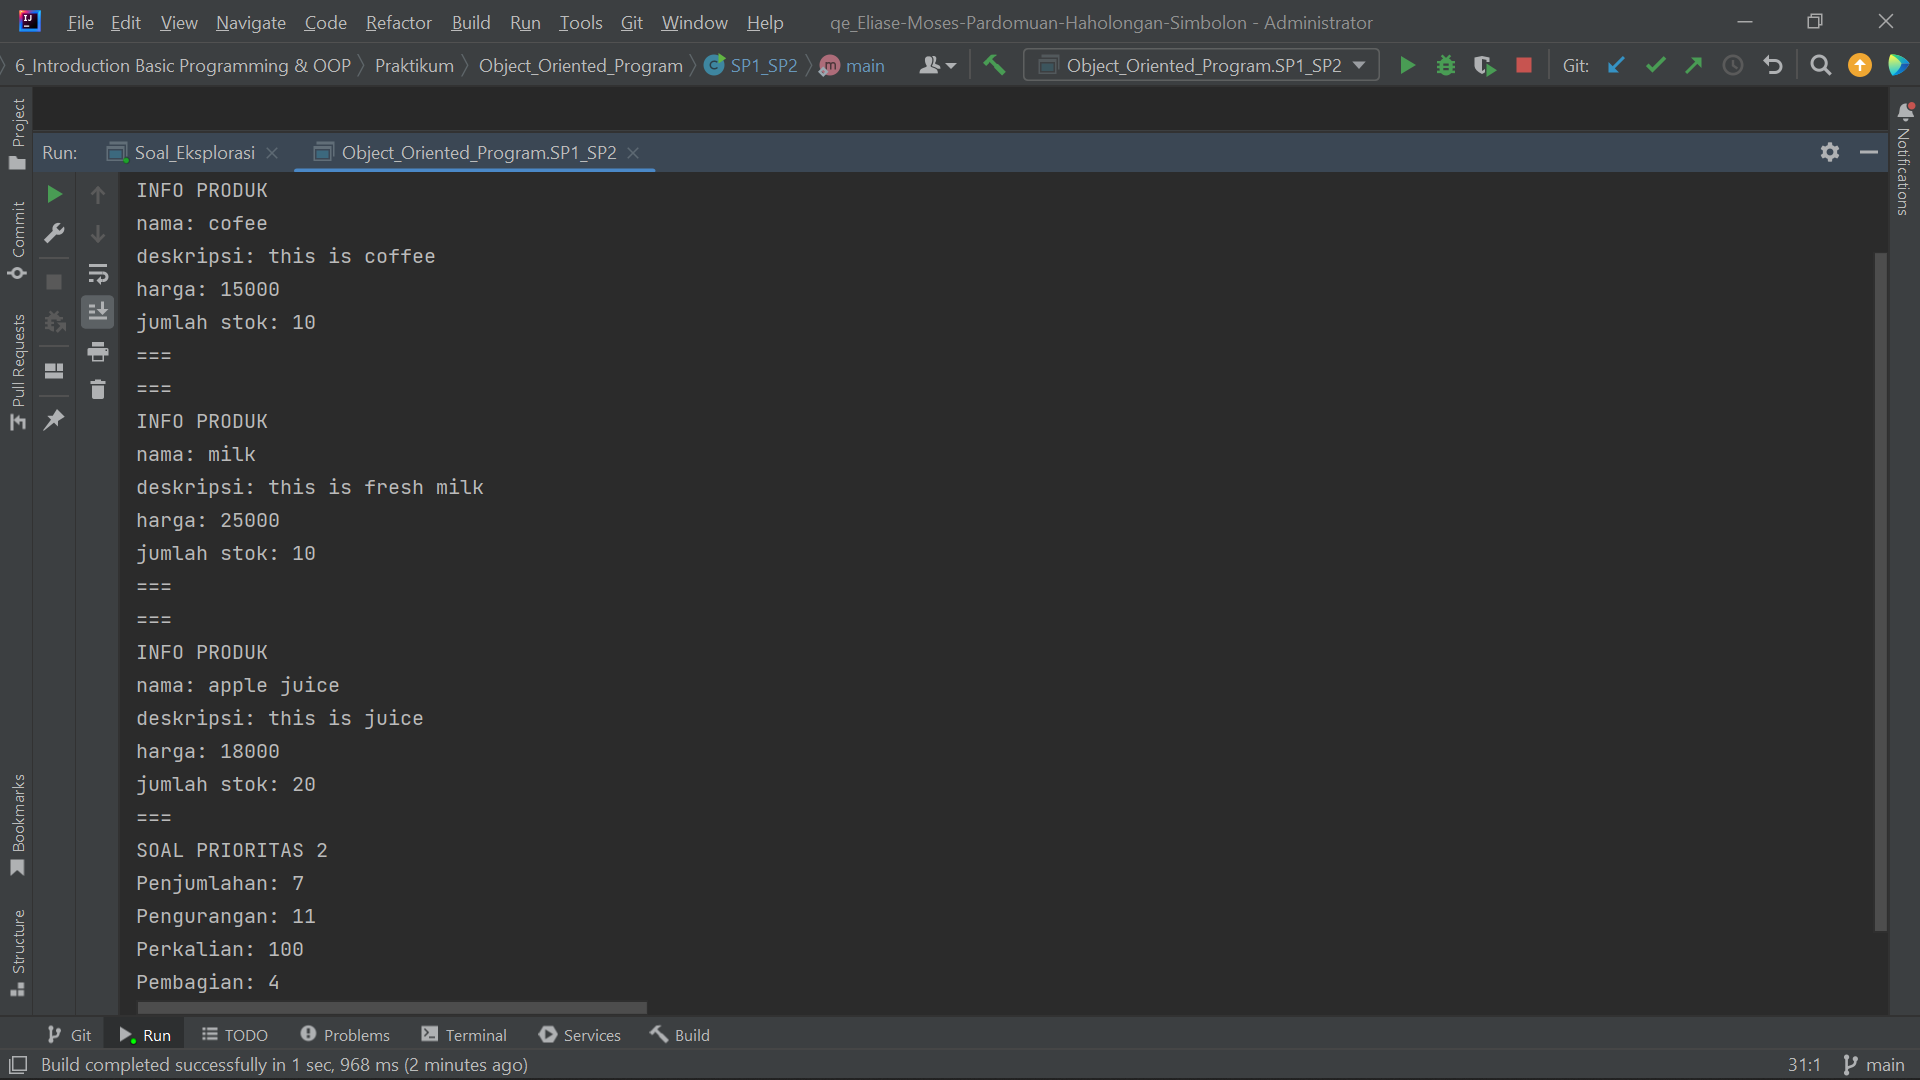 File Edit View Navigate Code Refactor Build Run Tools Git Window Help qe_Eliase-Moses-Pardomuan-Haholongan-Simbolon - Administrator
6_Introduction Basic Programming & OOP Praktikum Object_Oriented_Program SP1_SP2 main Object_Oriented_Program.SP1_SP2 Git:
Project
Commit
Pull Requests
Bookmarks
Structure
Notifications
Run: Soal_Eksplorasi Object_Oriented_Program.SP1_SP2
INFO PRODUK
nama: cofee
deskripsi: this is coffee
harga: 15000
jumlah stok: 10
===
===
INFO PRODUK
nama: milk
deskripsi: this is fresh milk
harga: 25000
jumlah stok: 10
===
===
INFO PRODUK
nama: apple juice
deskripsi: this is juice
harga: 18000
jumlah stok: 20
===
SOAL PRIORITAS 2
Penjumlahan: 7
Pengurangan: 11
Perkalian: 100
Pembagian: 4
Git Run TODO Problems Terminal Services Build
Build completed successfully in 1 sec, 968 ms (2 minutes ago) 31:1 main